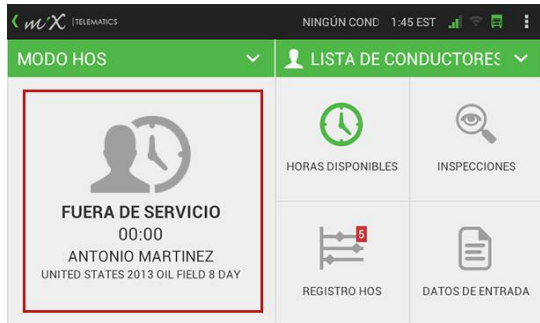 miX TELEMATICS
NINGÚN COND 1:45 EST
MODO HOS
LISTA DE CONDUCTORES
FUERA DE SERVICIO
00:00
ANTONIO MARTINEZ
UNITED STATES 2013 OIL FIELD 8 DAY
HORAS DISPONIBLES
INSPECCIONES
5
REGISTRO HOS
DATOS DE ENTRADA